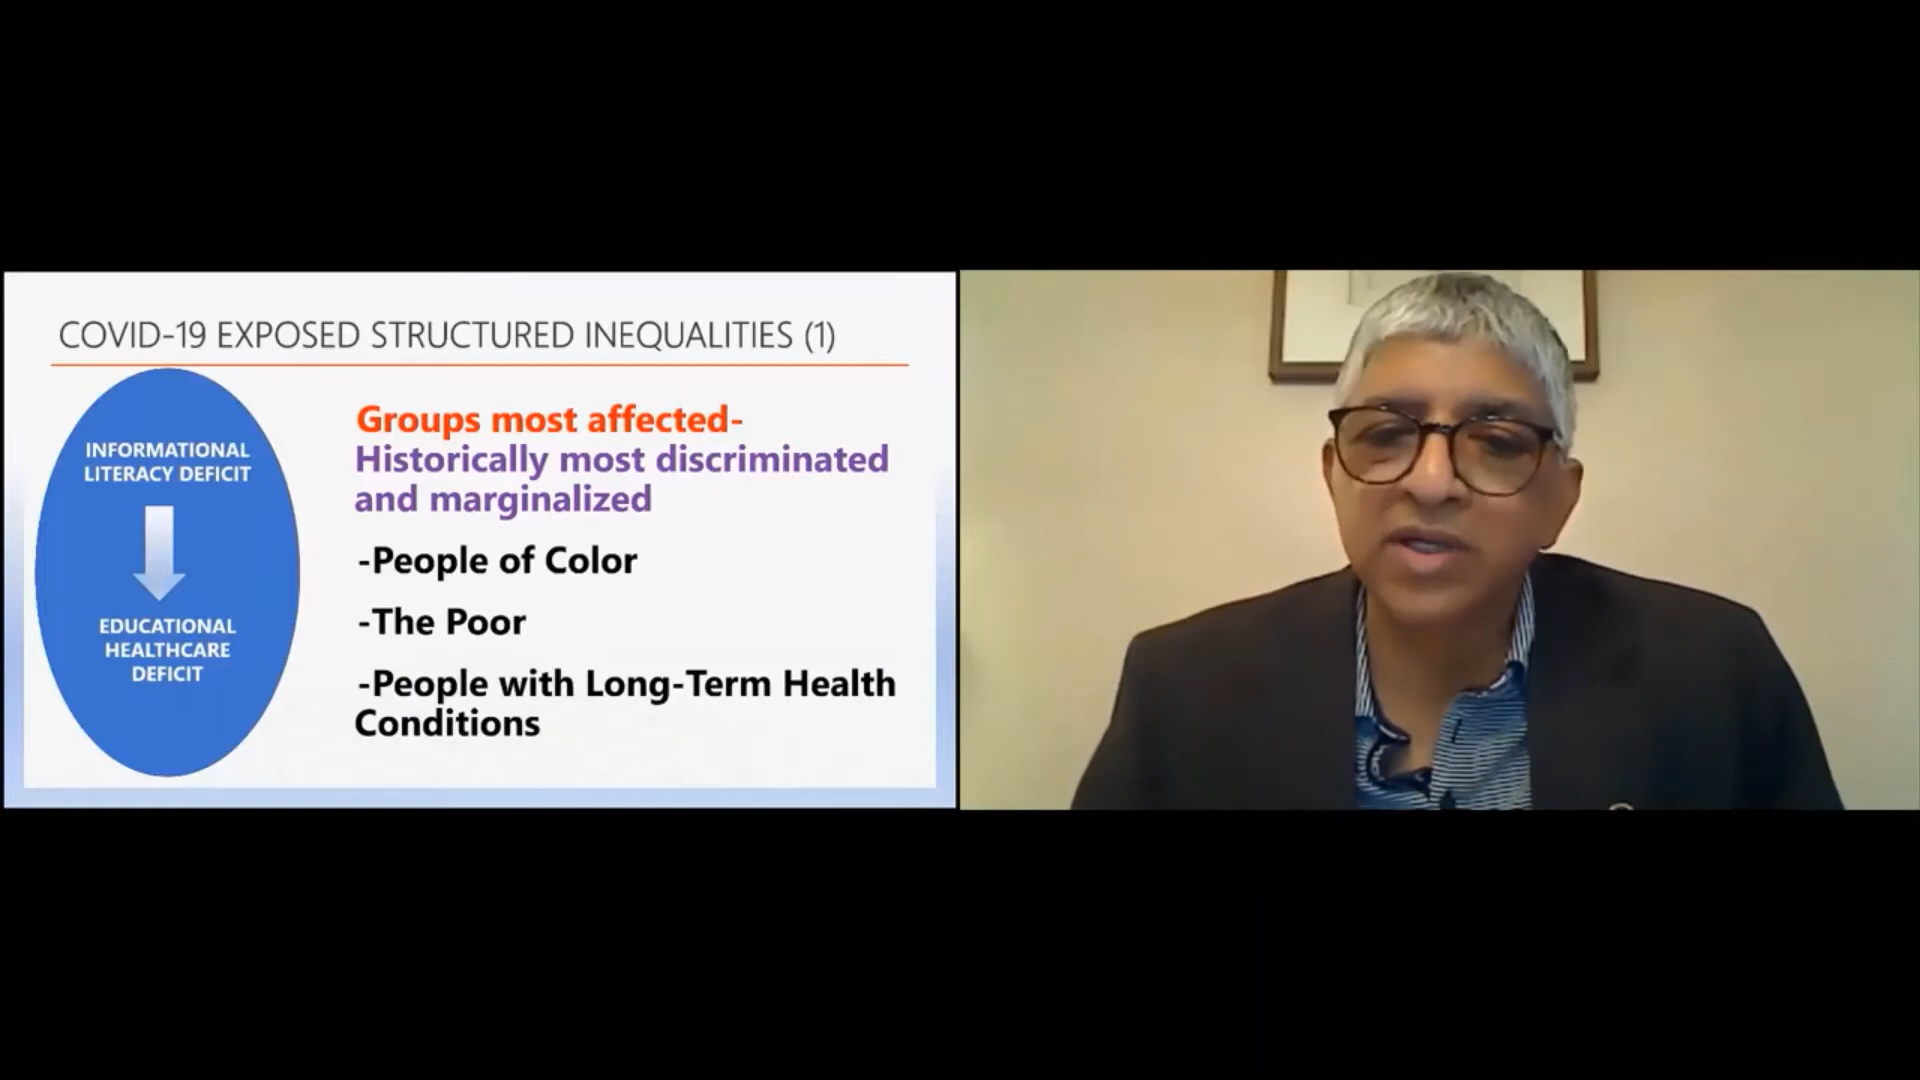 COVID-19 EXPOSED STRUCTURED INEQUALITIES (1)
INFORMATIONAL
LITERACY DEFICIT
EDUCATIONAL
HEALTHCARE
DEFICIT
Groups most affected-
Historically most discriminated
and marginalized
-People of Color
-The Poor
-People with Long-Term Health
Conditions